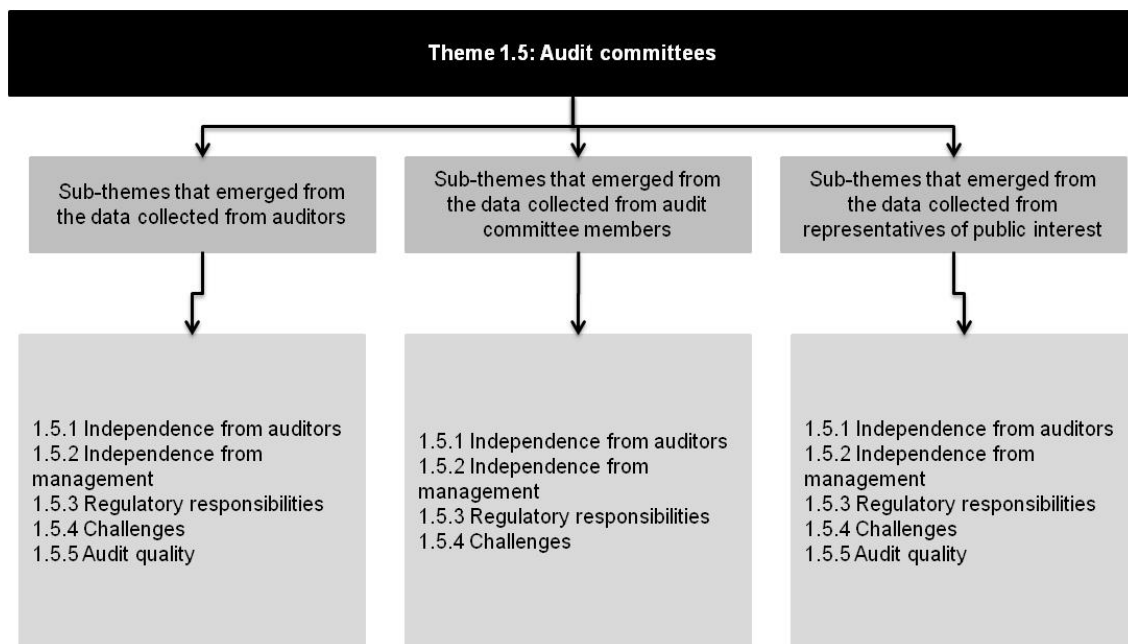 Theme 1.5: Audit committees
Sub-themes that emerged from
the data collected from auditors
Sub-themes that emerged from
the data collected from audit
committee members
Sub-themes that emerged from
the data collected from
representatives of public interest
1.5.1 Independence from auditors
1.5.2 Independence from
management
1.5.3 Regulatory responsibilities
1.5.4 Challenges
1.5.5 Audit quality
1.5.1 Independence from auditors
1.5.2 Independence from
management
1.5.3 Regulatory responsibilities
1.5.4 Challenges
1.5.1 Independence from auditors
1.5.2 Independence from
management
1.5.3 Regulatory responsibilities
1.5.4 Challenges
1.5.5 Audit quality